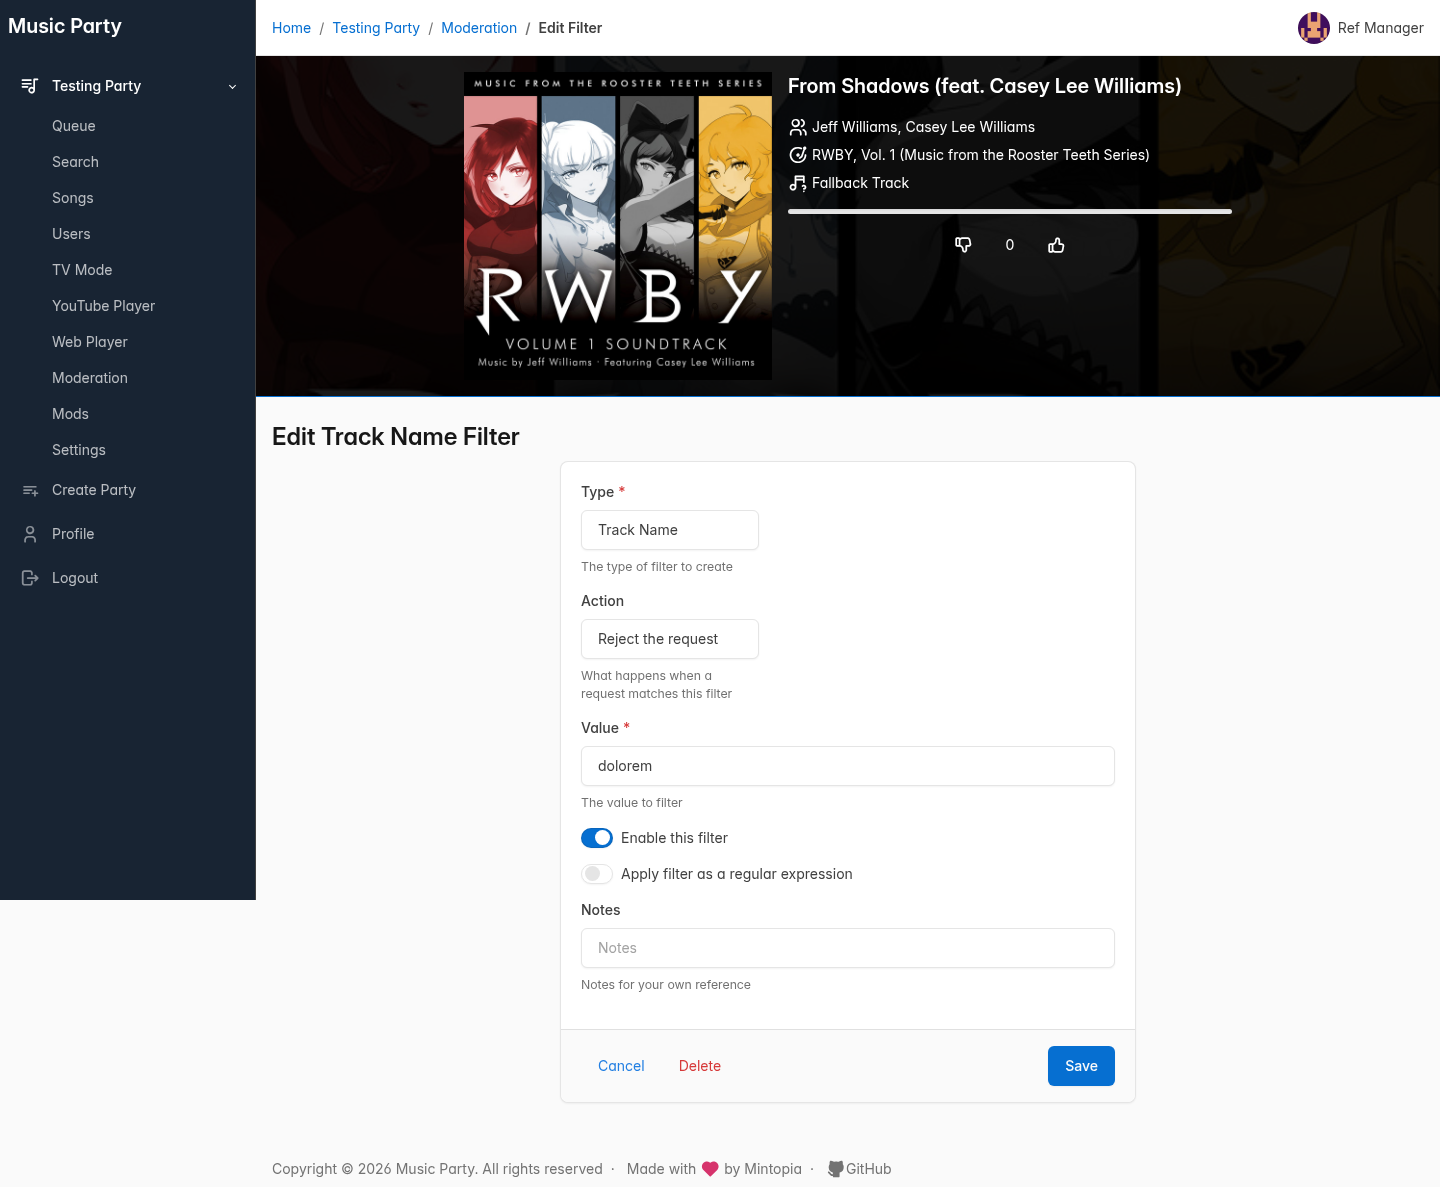 Music Party
Testing Party
Queue
Search
Songs
Users
TV Mode
YouTube Player
Web Player
Moderation
Mods
Settings
Create Party
Profile
Logout
Home / Testing Party / Moderation / Edit Filter
Ref Manager
MUSIC FROM THE ROOSTER TEETH SERIES
RWBY
VOLUME 1 SOUNDTRACK
Music by Jeff Williams · Featuring Casey Lee Williams
From Shadows (feat. Casey Lee Williams)
Jeff Williams, Casey Lee Williams
RWBY, Vol. 1 (Music from the Rooster Teeth Series)
Fallback Track
0
Edit Track Name Filter
Type *
Track Name
The type of filter to create
Action
Reject the request
What happens when a
request matches this filter
Value *
dolorem
The value to filter
Enable this filter
Apply filter as a regular expression
Notes
Notes
Notes for your own reference
Cancel
Delete
Save
Copyright © 2026 Music Party. All rights reserved · Made with ♥ by Mintopia · GitHub